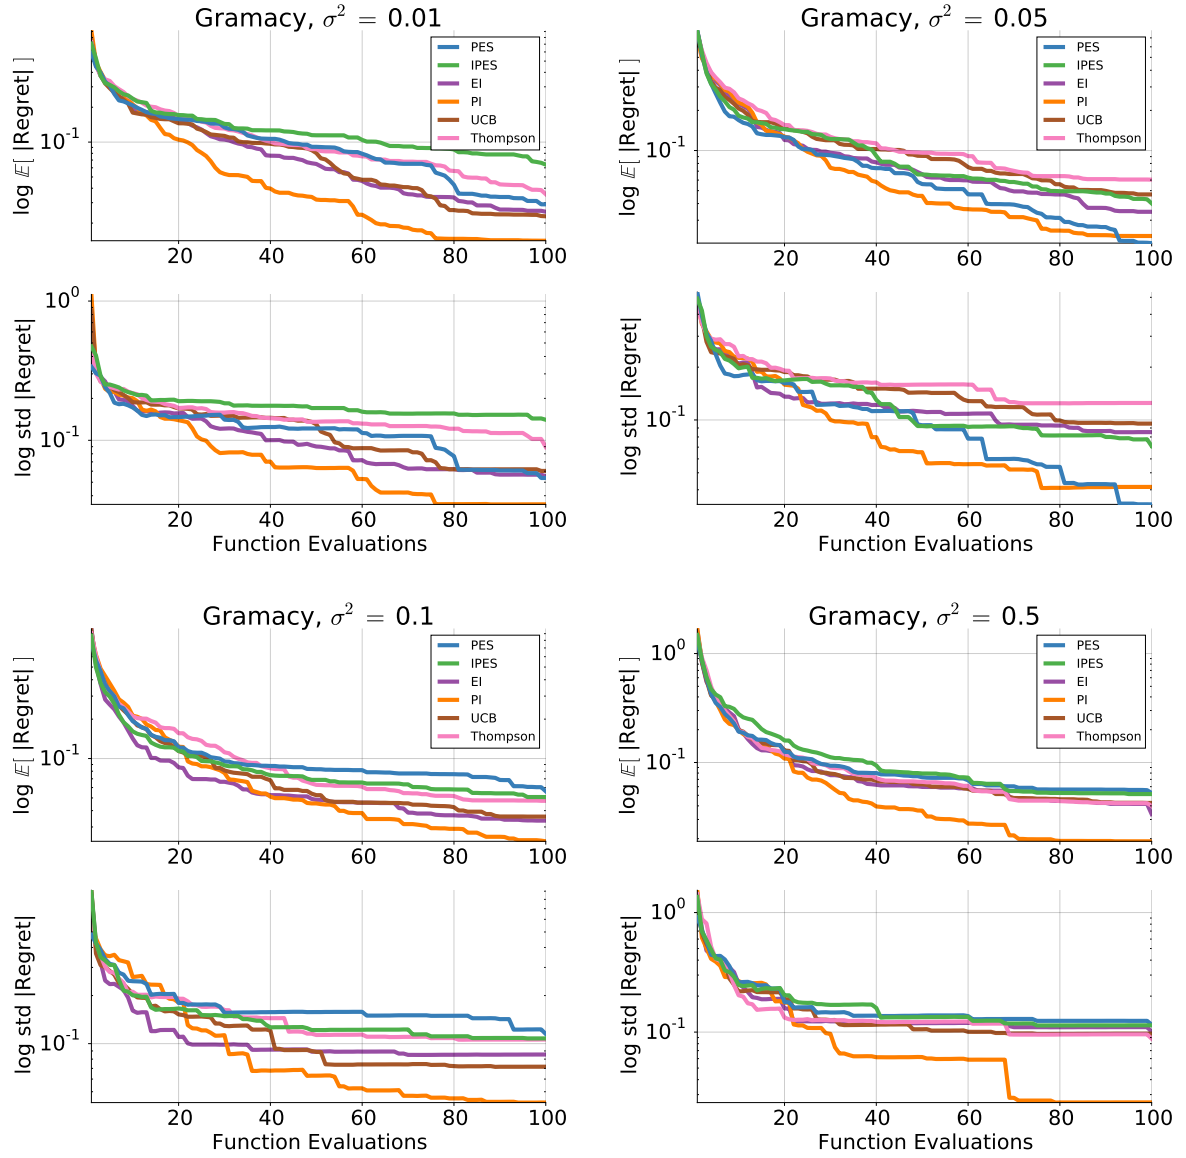 Gramacy, σ² = 0.01
log 𝔼[ |Regret| ]
10⁻¹
PES
IPES
EI
PI
UCB
Thompson
20 40 60 80 100
log std |Regret|
10⁰
10⁻¹
20 40 60 80 100
Function Evaluations
Gramacy, σ² = 0.05
log 𝔼[ |Regret| ]
10⁻¹
PES
IPES
EI
PI
UCB
Thompson
20 40 60 80 100
log std |Regret|
10⁻¹
20 40 60 80 100
Function Evaluations
Gramacy, σ² = 0.1
log 𝔼[ |Regret| ]
10⁻¹
PES
IPES
EI
PI
UCB
Thompson
20 40 60 80 100
log std |Regret|
10⁻¹
20 40 60 80 100
Function Evaluations
Gramacy, σ² = 0.5
log 𝔼[ |Regret| ]
10⁰
10⁻¹
PES
IPES
EI
PI
UCB
Thompson
20 40 60 80 100
log std |Regret|
10⁰
10⁻¹
20 40 60 80 100
Function Evaluations